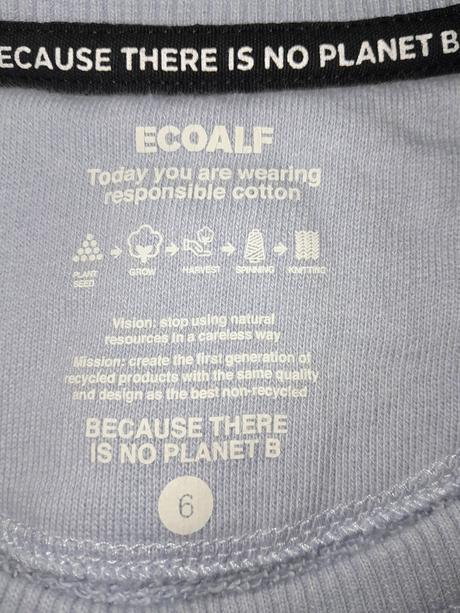 ECAUSE THERE IS NO PLANET B
ECOALF
Today you are wearing
responsible cotton
PLANT SEED
GROW
HARVEST
SPINNING
KNITTING
Vision: stop using natural
resources in a careless way
Mission: create the first generation of
recycled products with the same quality
and design as the best non-recycled
BECAUSE THERE
IS NO PLANET B
6